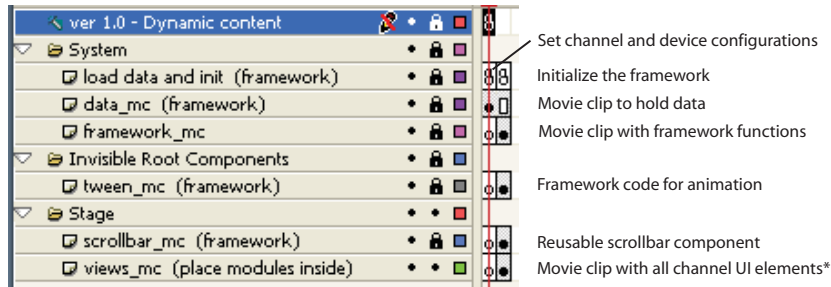 ver 1.0 - Dynamic content
Set channel and device configurations
System
load data and init (framework) Initialize the framework
data_mc (framework) Movie clip to hold data
framework_mc Movie clip with framework functions
Invisible Root Components
tween_mc (framework) Framework code for animation
Stage
scrollbar_mc (framework) Reusable scrollbar component
views_mc (place modules inside) Movie clip with all channel UI elements*